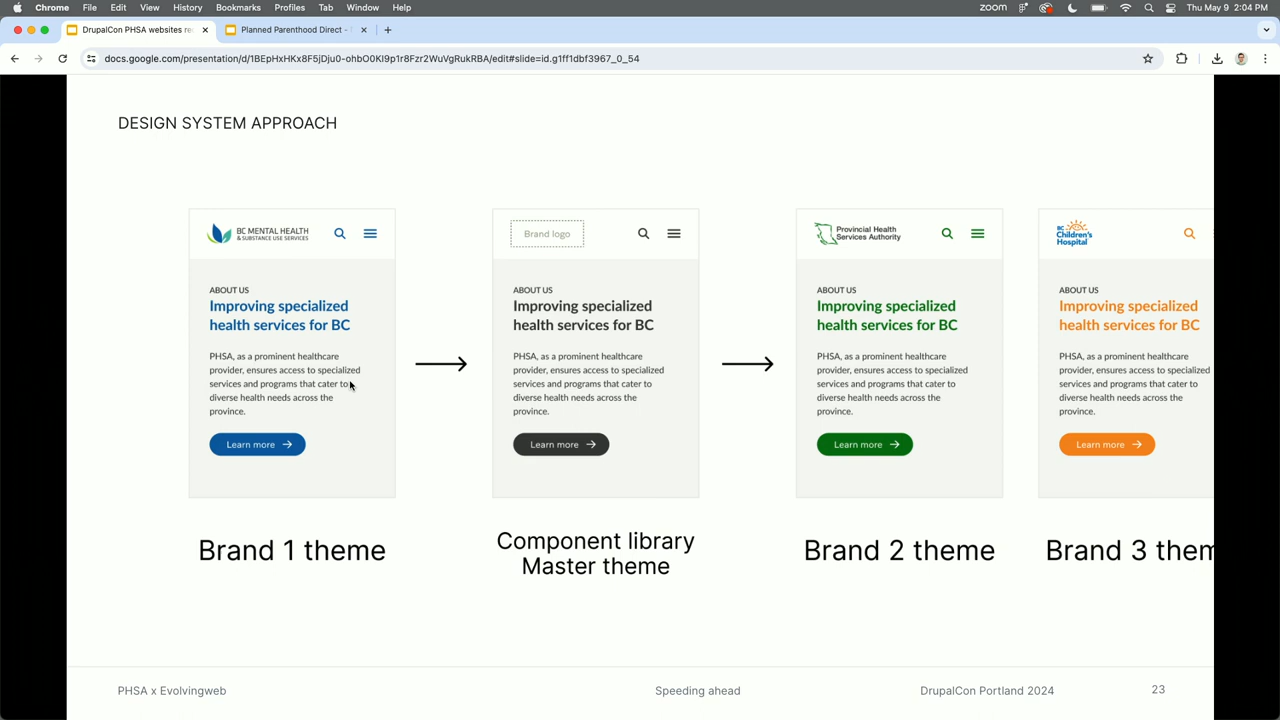 Chrome File Edit View History Bookmarks Profiles Tab Window Help
zoom Thu May 9 2:04 PM
DrupalCon PHSA websites re
Planned Parenthood Direct -
docs.google.com/presentation/d/1BEpHxHKx8F5jDju0-ohbO0KI9p1r8Fzr2WuVgRukRBA/edit#slide=id.g1ff1dbf3967_0_54
DESIGN SYSTEM APPROACH
BC MENTAL HEALTH
& SUBSTANCE USE SERVICES
ABOUT US
Improving specialized
health services for BC
PHSA, as a prominent healthcare
provider, ensures access to specialized
services and programs that cater to
diverse health needs across the
province.
Learn more
Brand 1 theme
Brand logo
ABOUT US
Improving specialized
health services for BC
PHSA, as a prominent healthcare
provider, ensures access to specialized
services and programs that cater to
diverse health needs across the
province.
Learn more
Component library
Master theme
Provincial Health
Services Authority
ABOUT US
Improving specialized
health services for BC
PHSA, as a prominent healthcare
provider, ensures access to specialized
services and programs that cater to
diverse health needs across the
province.
Learn more
Brand 2 theme
BC
Children's
Hospital
ABOUT US
Improving specialized
health services for BC
PHSA, as a prominent healthcare
provider, ensures access to specialized
services and programs that cater to
diverse health needs across the
province.
Learn more
Brand 3 them
PHSA x Evolvingweb
Speeding ahead
DrupalCon Portland 2024
23